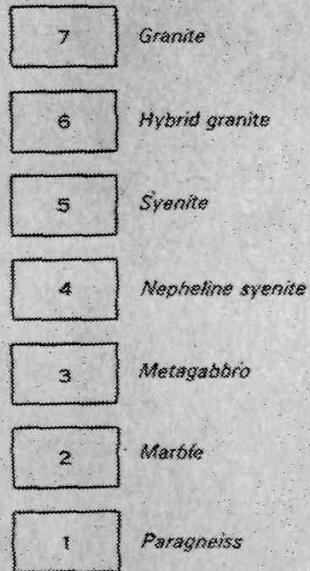 7 Granite
6 Hybrid granite
5 Syenite
4 Nepheline syenite
3 Metagabbro
2 Marble
1 Paragneiss